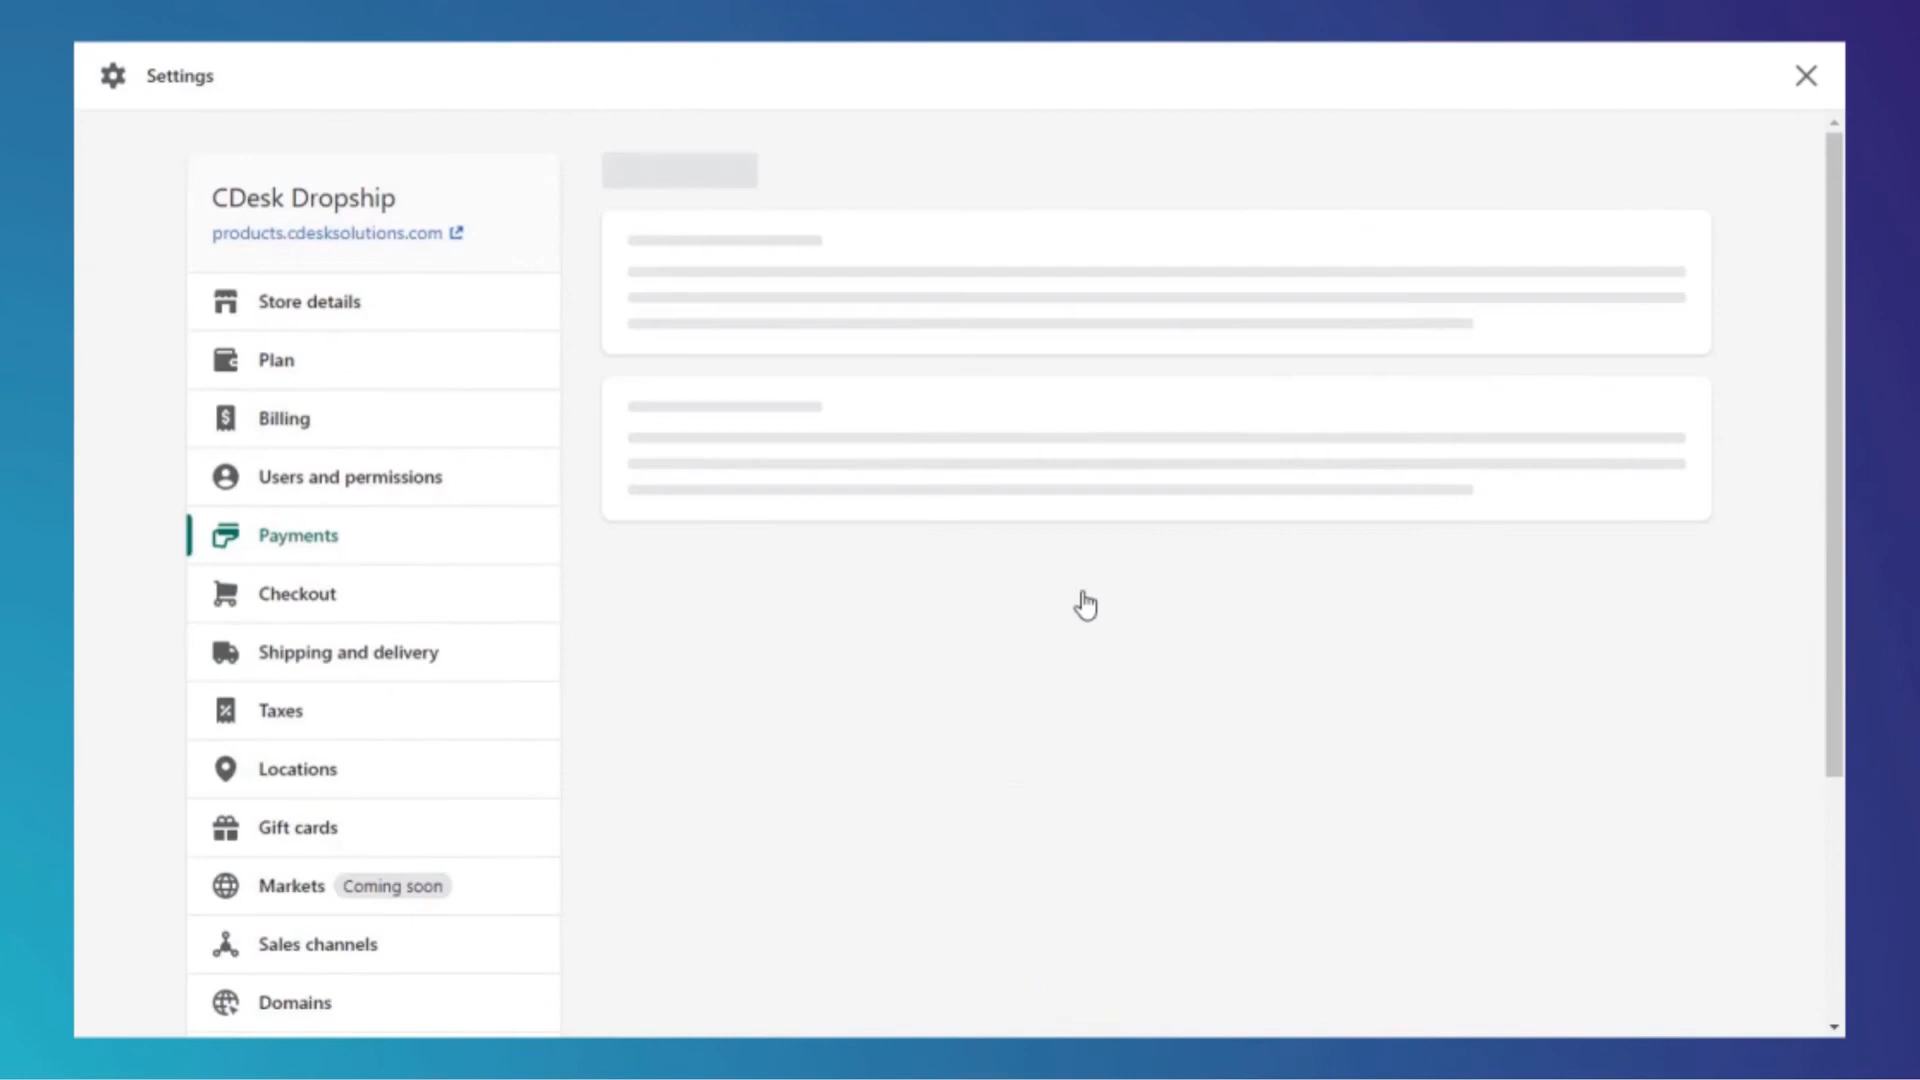 Settings
CDesk Dropship
products.cdesksolutions.com
Store details
Plan
Billing
Users and permissions
Payments
Checkout
Shipping and delivery
Taxes
Locations
Gift cards
Markets Coming soon
Sales channels
Domains